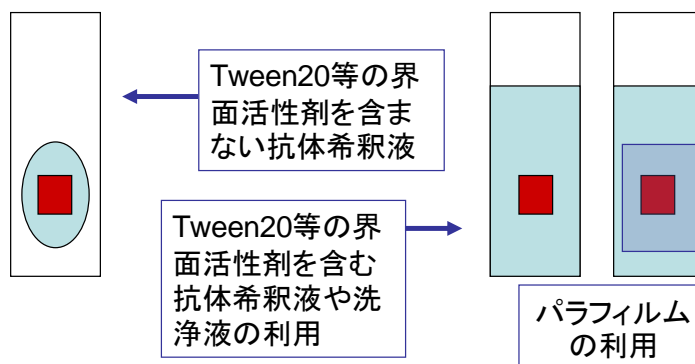 Tween20等の界
面活性剤を含ま
ない抗体希釈液
Tween20等の界
面活性剤を含む
抗体希釈液や洗
浄液の利用
パラフィルム
の利用